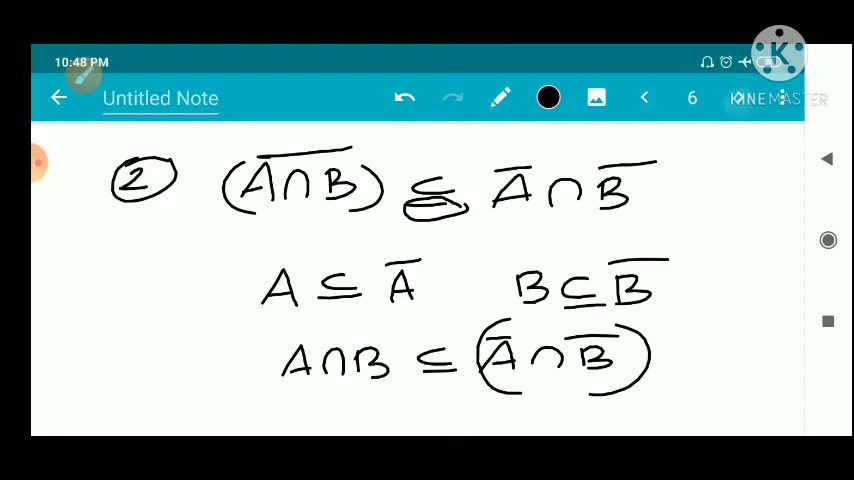 10:48 PM
Untitled Note
6
K
KINEMASTER
② (A̅∩̅B̅) ⊆ A̅ ∩ B̅
A ⊆ A̅ B ⊆ B̅
A∩B ⊆ (A̅ ∩ B̅)